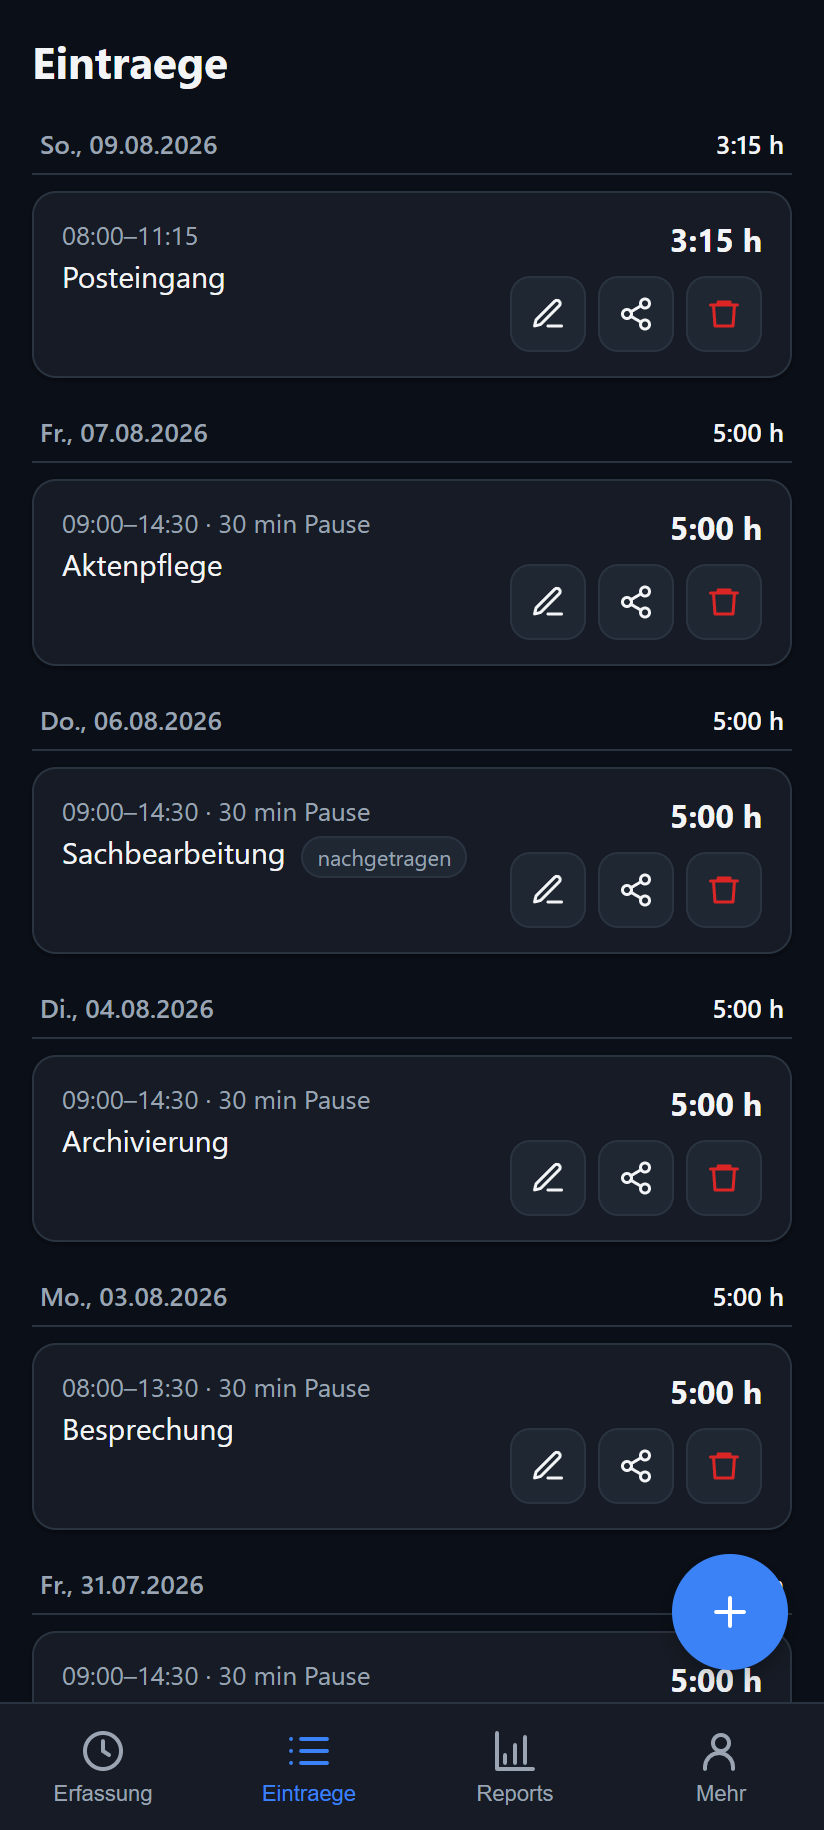 Eintraege
So., 09.08.2026 3:15 h
08:00–11:15 3:15 h
Posteingang
Fr., 07.08.2026 5:00 h
09:00–14:30 · 30 min Pause 5:00 h
Aktenpflege
Do., 06.08.2026 5:00 h
09:00–14:30 · 30 min Pause 5:00 h
Sachbearbeitung nachgetragen
Di., 04.08.2026 5:00 h
09:00–14:30 · 30 min Pause 5:00 h
Archivierung
Mo., 03.08.2026 5:00 h
08:00–13:30 · 30 min Pause 5:00 h
Besprechung
Fr., 31.07.2026
09:00–14:30 · 30 min Pause 5:00 h
Erfassung Eintraege Reports Mehr